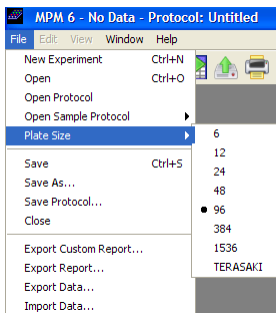 MPM 6 - No Data - Protocol: Untitled
File Edit View Window Help
New Experiment Ctrl+N
Open Ctrl+O
Open Protocol
Open Sample Protocol
Plate Size
6
12
Save Ctrl+S
24
Save As...
48
Save Protocol...
96
Close
384
1536
Export Custom Report...
Export Report...
TERASAKI
Export Data...
Import Data...